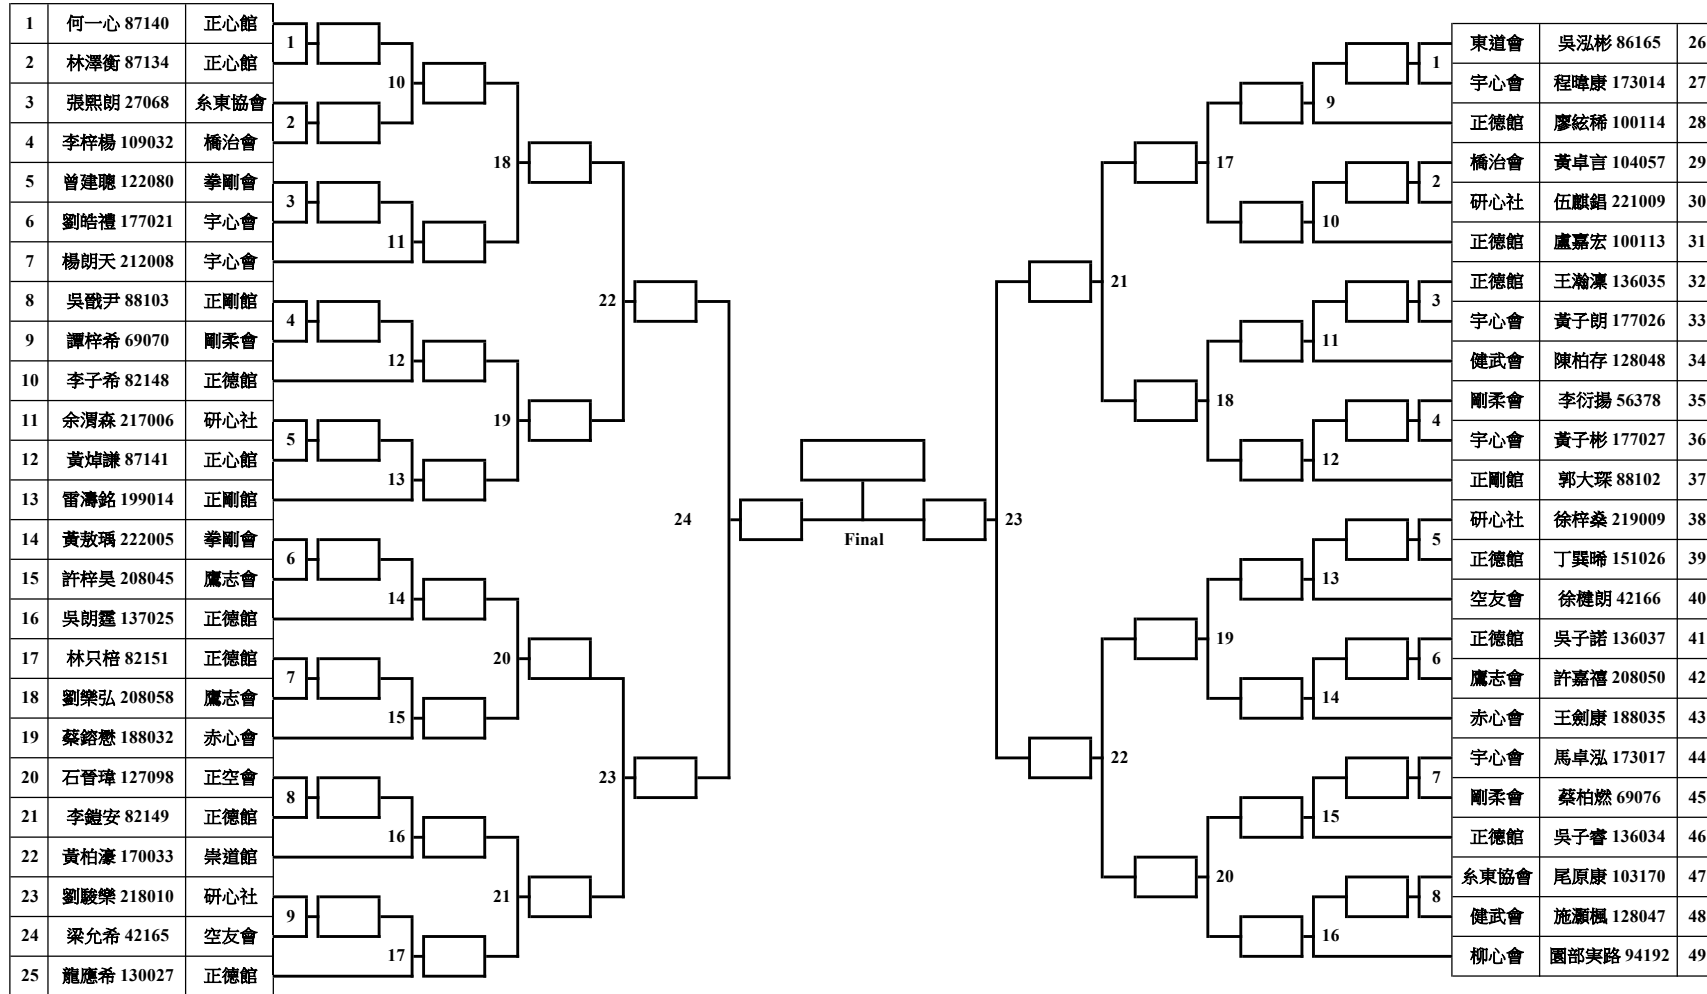 1 何一心 87140 正心館
2 林澤衡 87134 正心館
3 張熙朗 27068 糸東協會
4 李梓楊 109032 橋治會
5 曾建聰 122080 拳剛會
6 劉皓禮 177021 宇心會
7 楊朗天 212008 宇心會
8 吳戩尹 88103 正剛館
9 譚梓希 69070 剛柔會
10 李子希 82148 正德館
11 余渭森 217006 研心社
12 黃焯謙 87141 正心館
13 雷濤銘 199014 正剛館
14 黃敖瑀 222005 拳剛會
15 許梓昊 208045 鷹志會
16 吳朗霆 137025 正德館
17 林只棓 82151 正德館
18 劉樂弘 208058 鷹志會
19 蔡鎔懋 188032 赤心會
20 石晉瑋 127098 正空會
21 李鎧安 82149 正德館
22 黃柏濠 170033 崇道館
23 劉駿樂 218010 研心社
24 梁允希 42165 空友會
25 龍應希 130027 正德館
1
2
3
4
5
6
7
8
9
10
11
12
13
14
15
16
17
18
19
20
21
22
23
24
Final
23
21
22
17
18
19
20
9
10
11
12
13
14
15
16
1
2
3
4
5
6
7
8
東道會 吳泓彬 86165 26
宇心會 程暐康 173014 27
正德館 廖紘稀 100114 28
橋治會 黃卓言 104057 29
研心社 伍麒錩 221009 30
正德館 盧嘉宏 100113 31
正德館 王瀚凜 136035 32
宇心會 黃子朗 177026 33
健武會 陳柏存 128048 34
剛柔會 李衍揚 56378 35
宇心會 黃子彬 177027 36
正剛館 郭大琛 88102 37
研心社 徐梓桑 219009 38
正德館 丁巽晞 151026 39
空友會 徐楗朗 42166 40
正德館 吳子諾 136037 41
鷹志會 許嘉禧 208050 42
赤心會 王劍康 188035 43
宇心會 馬卓泓 173017 44
剛柔會 蔡柏燃 69076 45
正德館 吳子睿 136034 46
糸東協會 尾原康 103170 47
健武會 施灝楓 128047 48
柳心會 園部実路 94192 49